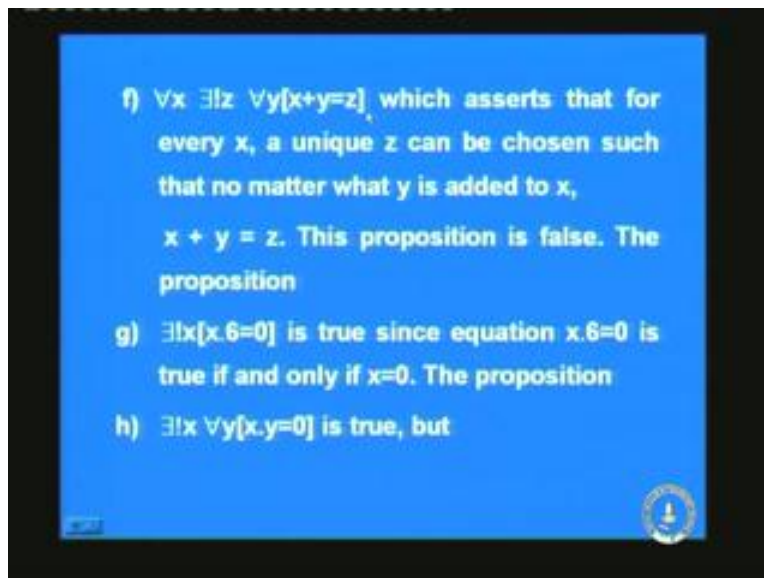 f) ∀x ∃!z ∀y[x+y=z], which asserts that for
every x, a unique z can be chosen such
that no matter what y is added to x,
x + y = z. This proposition is false. The
proposition
g) ∃!x[x.6=0] is true since equation x.6=0 is
true if and only if x=0. The proposition
h) ∃!x ∀y[x.y=0] is true, but